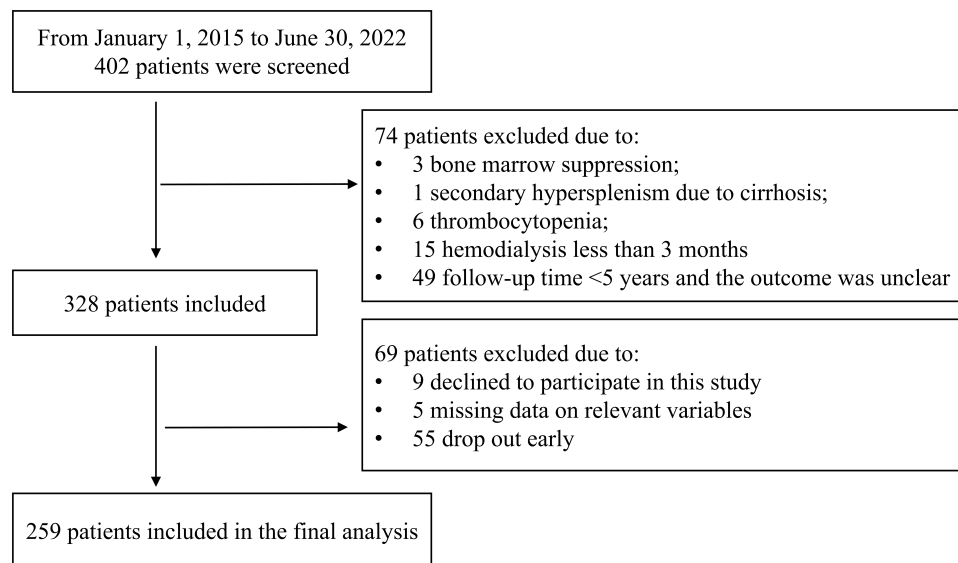 From January 1, 2015 to June 30, 2022
402 patients were screened
74 patients excluded due to:
• 3 bone marrow suppression;
• 1 secondary hypersplenism due to cirrhosis;
• 6 thrombocytopenia;
• 15 hemodialysis less than 3 months
• 49 follow-up time <5 years and the outcome was unclear
328 patients included
69 patients excluded due to:
• 9 declined to participate in this study
• 5 missing data on relevant variables
• 55 drop out early
259 patients included in the final analysis